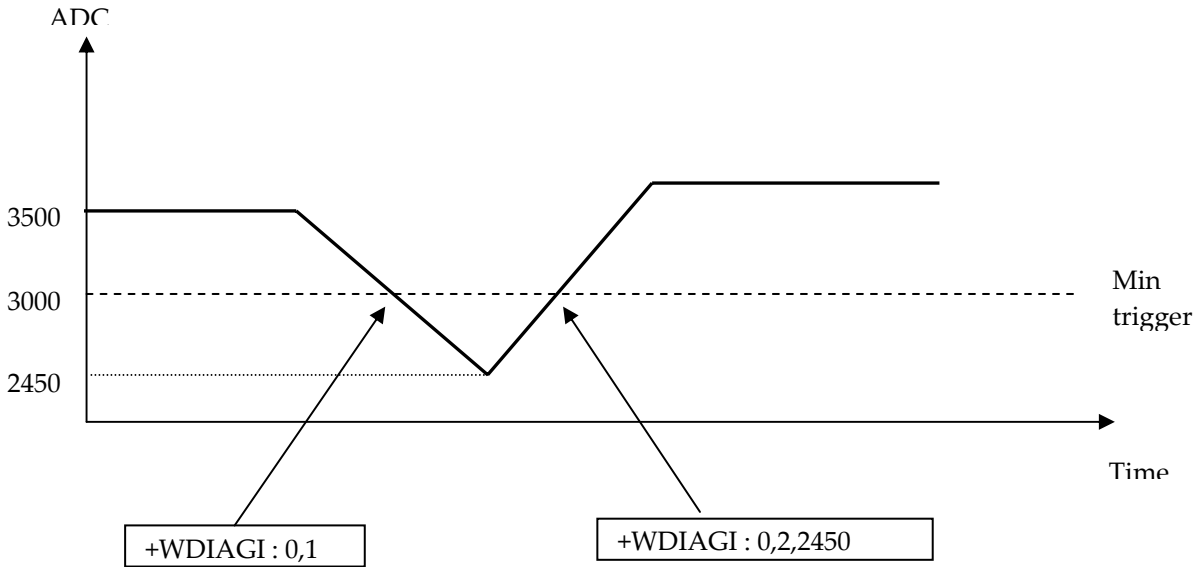 ADC
3500
3000
2450
Min
trigger
Time
+WDIAGI : 0,1
+WDIAGI : 0,2,2450